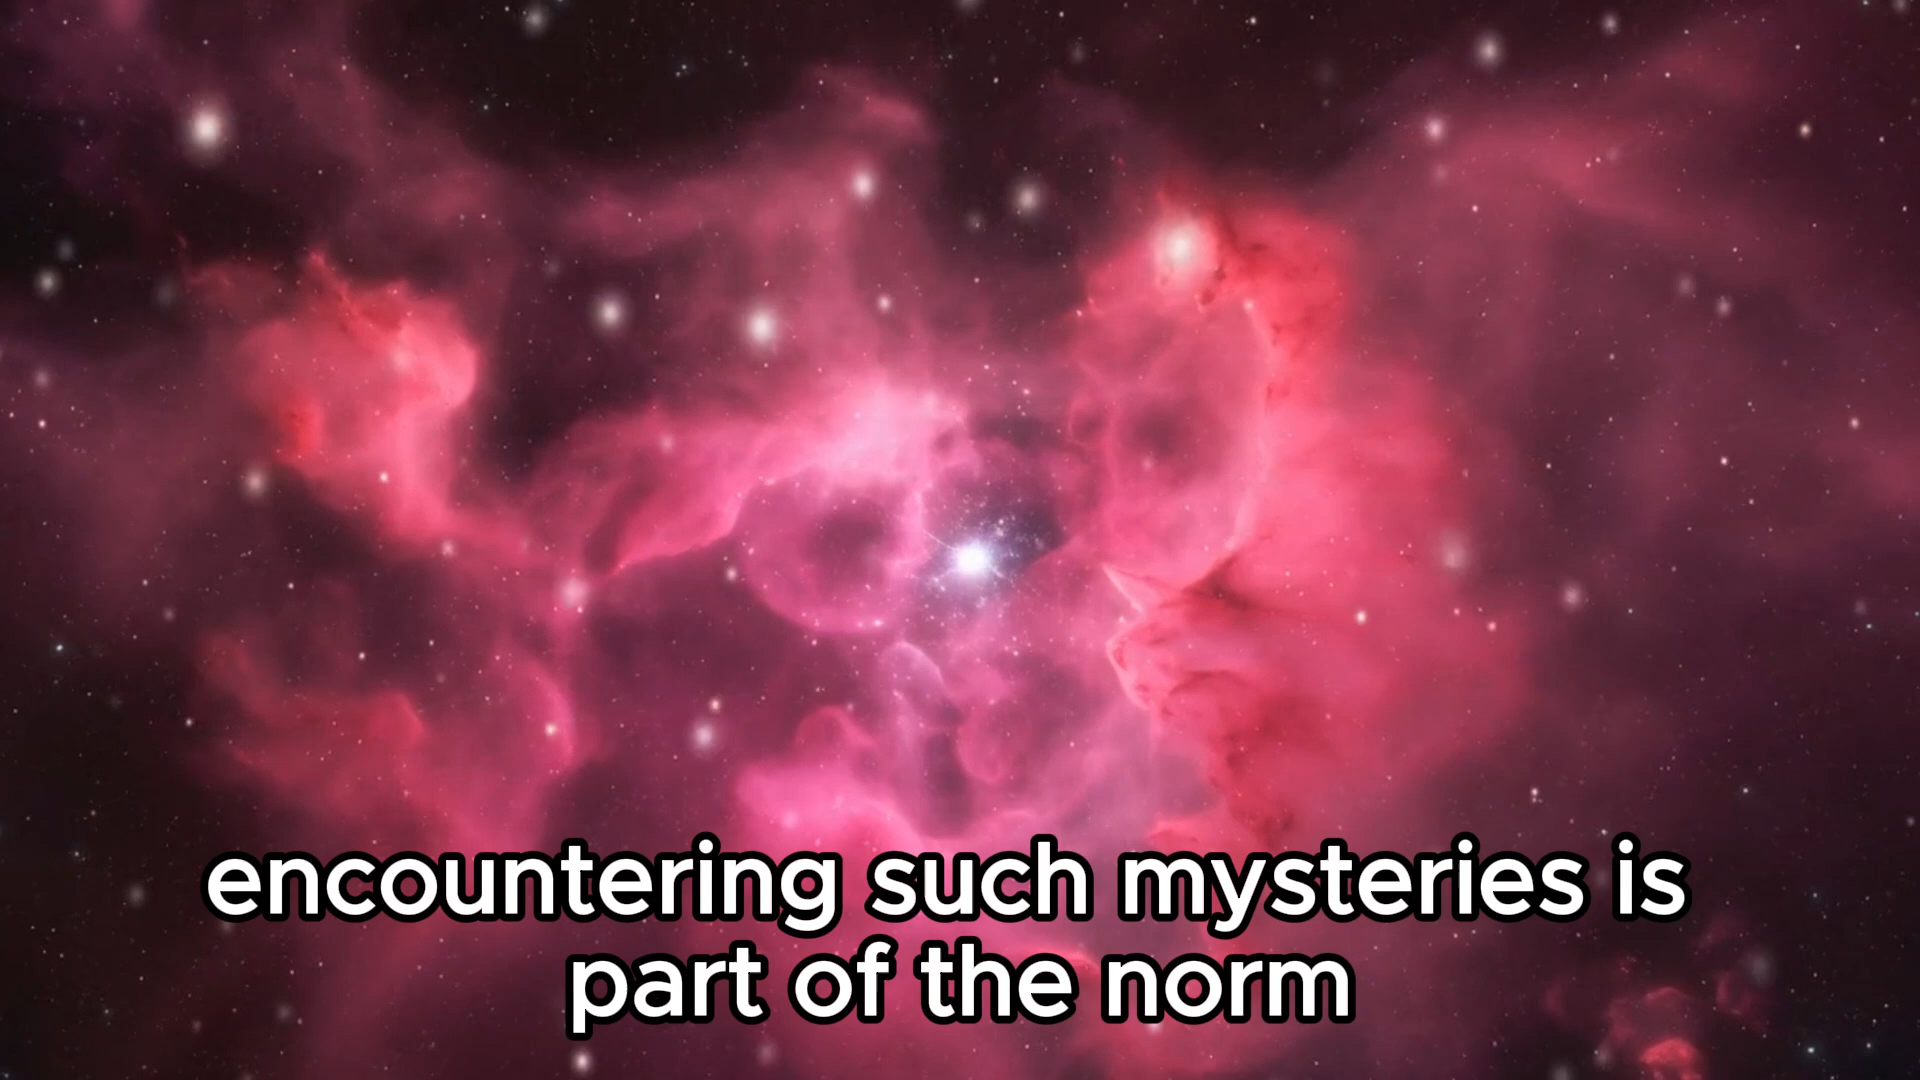 encountering such mysteries is
part of the norm